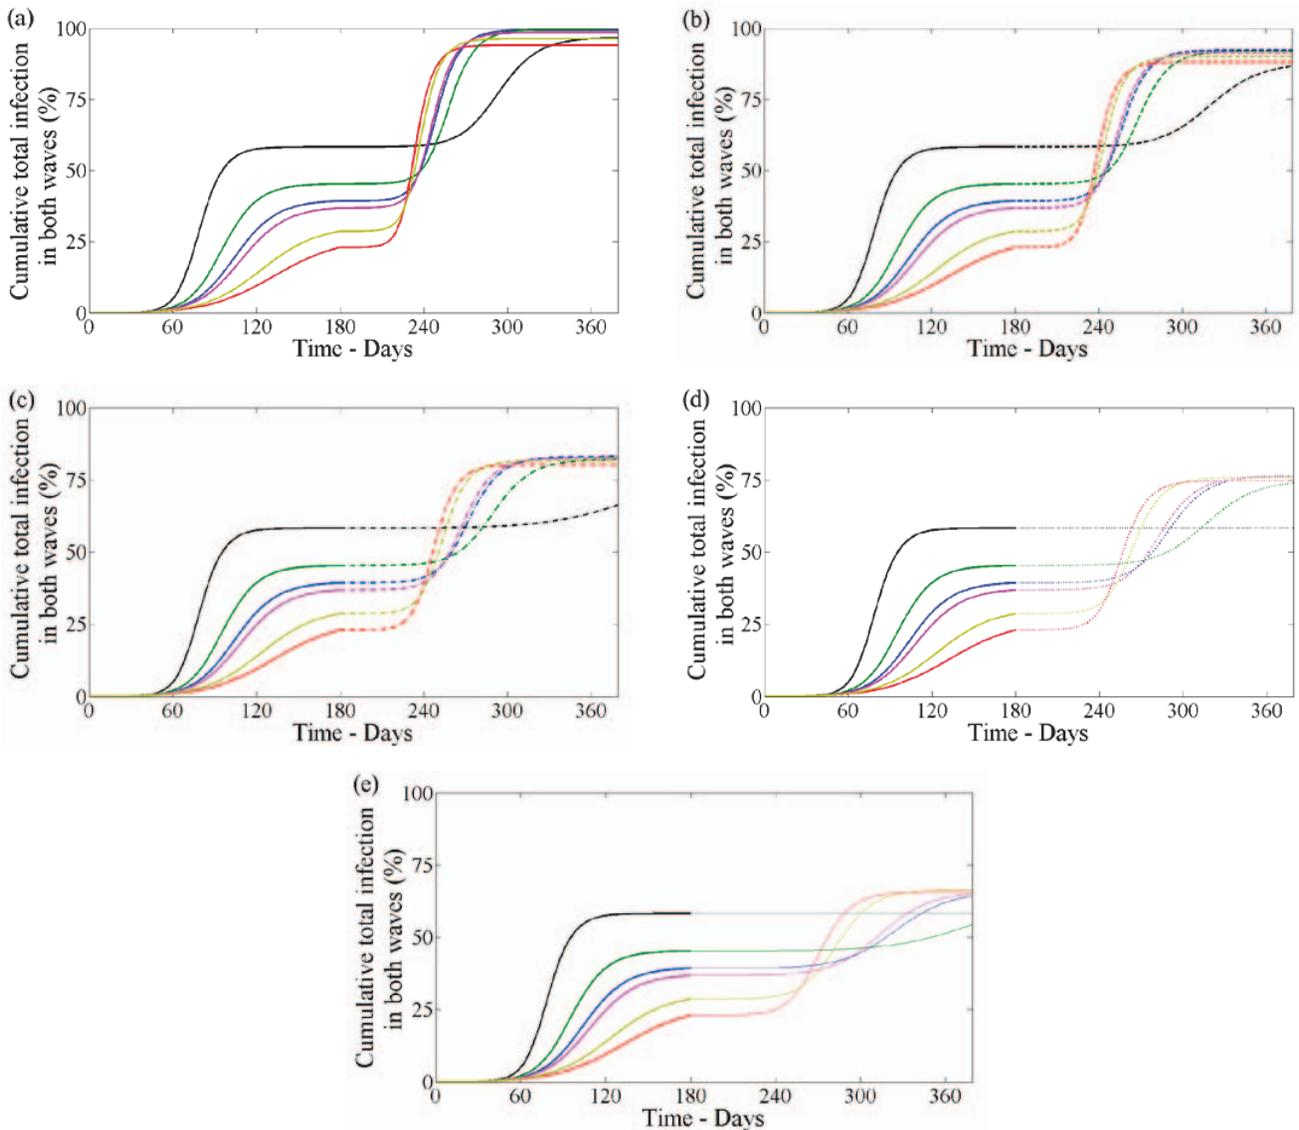 (a)
100
75
50
25
0
0 60 120 180 240 300 360
Cumulative total infection
in both waves (%)
Time - Days
(b)
100
75
50
25
0
0 60 120 180 240 300 360
Cumulative total infection
in both waves (%)
Time - Days
(c)
100
75
50
25
0
0 60 120 180 240 300 360
Cumulative total infection
in both waves (%)
Time - Days
(d)
100
75
50
25
0
0 60 120 180 240 300 360
Cumulative total infection
in both waves (%)
Time - Days
(e)
100
75
50
25
0
0 60 120 180 240 300 360
Cumulative total infection
in both waves (%)
Time - Days